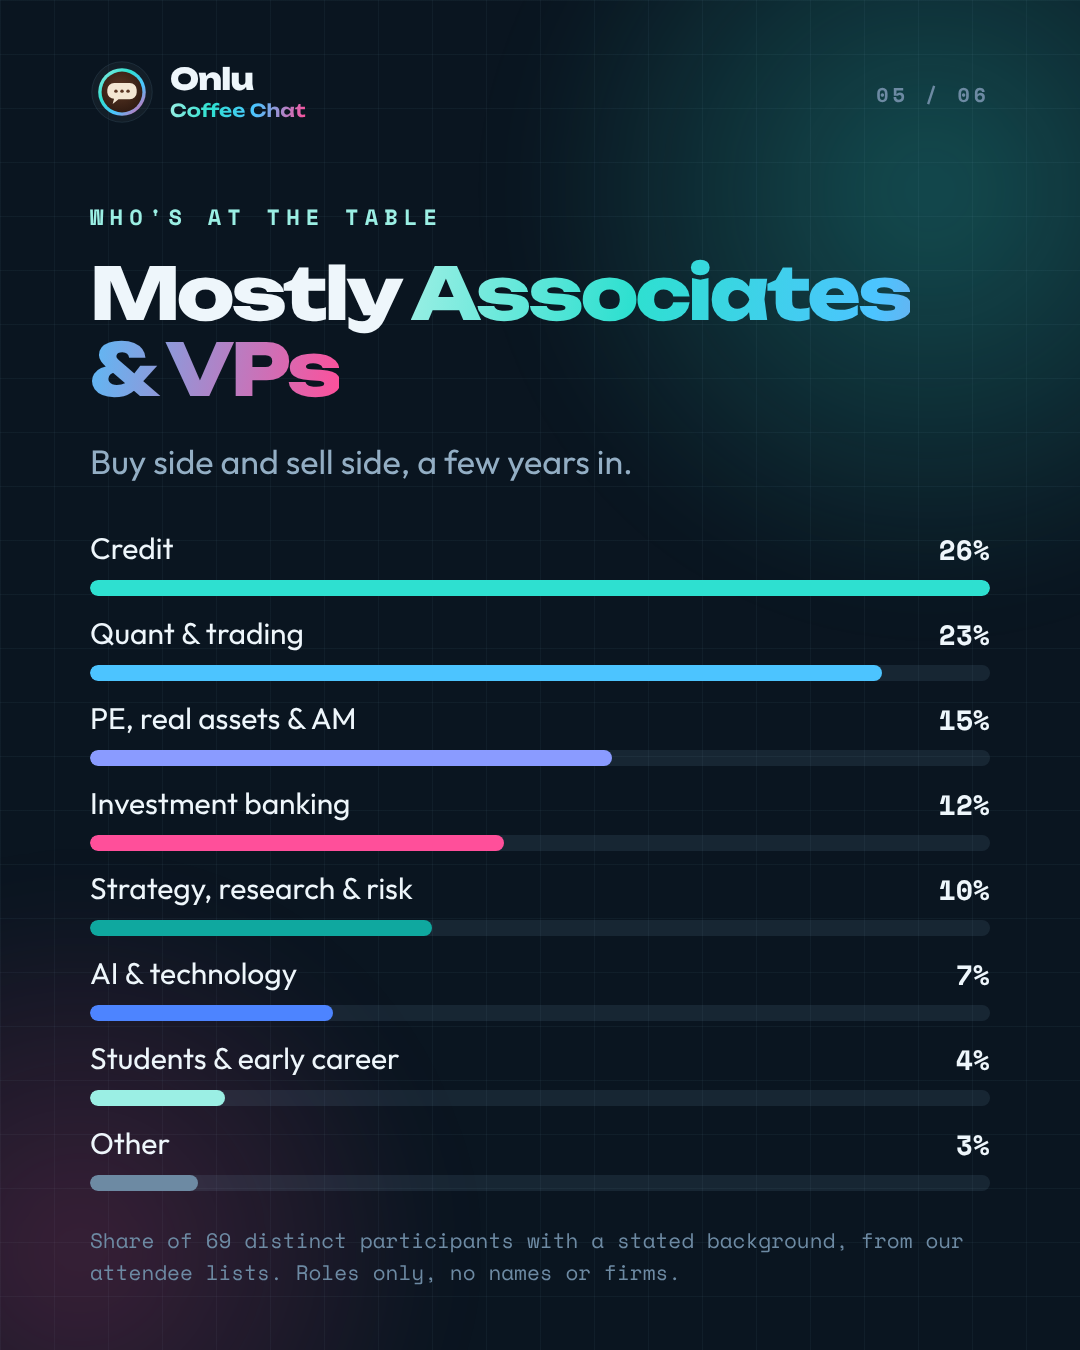 Onlu
Coffee Chat
05 / 06
WHO'S AT THE TABLE
Mostly Associates
& VPs
Buy side and sell side, a few years in.
Credit 26%
Quant & trading 23%
PE, real assets & AM 15%
Investment banking 12%
Strategy, research & risk 10%
AI & technology 7%
Students & early career 4%
Other 3%
Share of 69 distinct participants with a stated background, from our
attendee lists. Roles only, no names or firms.